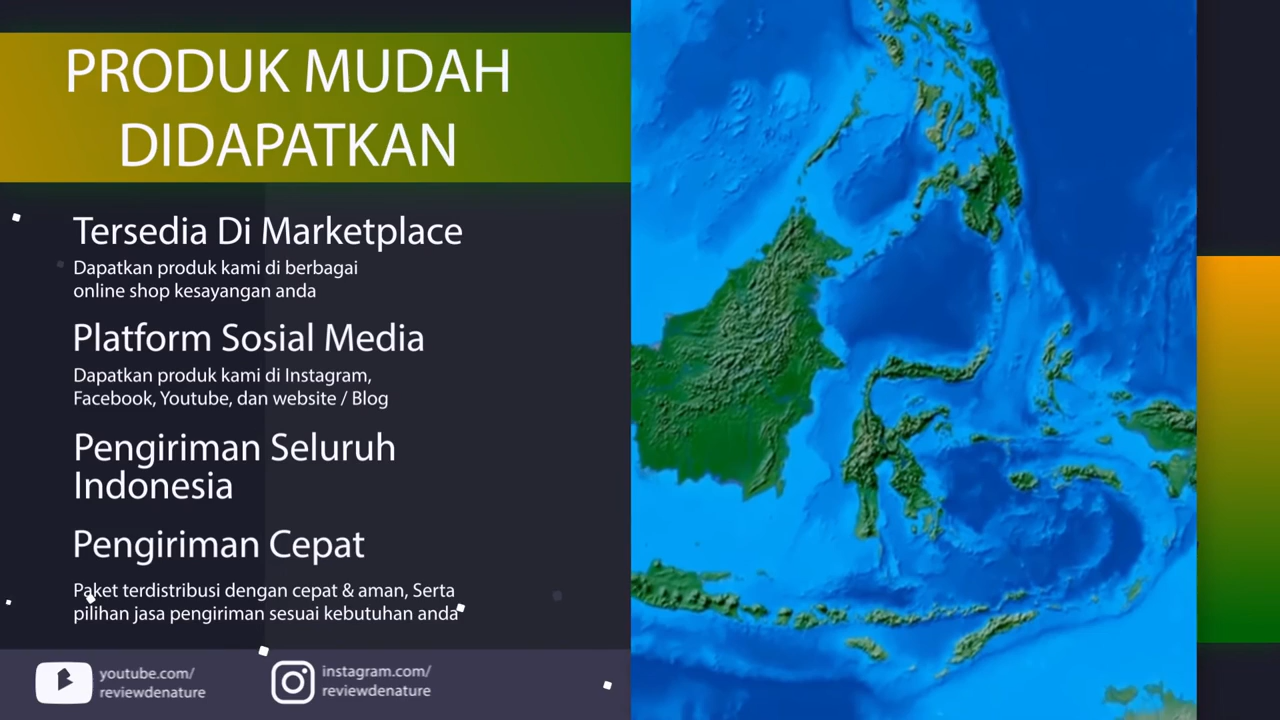 PRODUK MUDAH
DIDAPATKAN
Tersedia Di Marketplace
Dapatkan produk kami di berbagai
online shop kesayangan anda
Platform Sosial Media
Dapatkan produk kami di Instagram,
Facebook, Youtube, dan website / Blog
Pengiriman Seluruh
Indonesia
Pengiriman Cepat
Paket terdistribusi dengan cepat & aman, Serta
pilihan jasa pengiriman sesuai kebutuhan anda
youtube.com/
reviewdenature
instagram.com/
reviewdenature